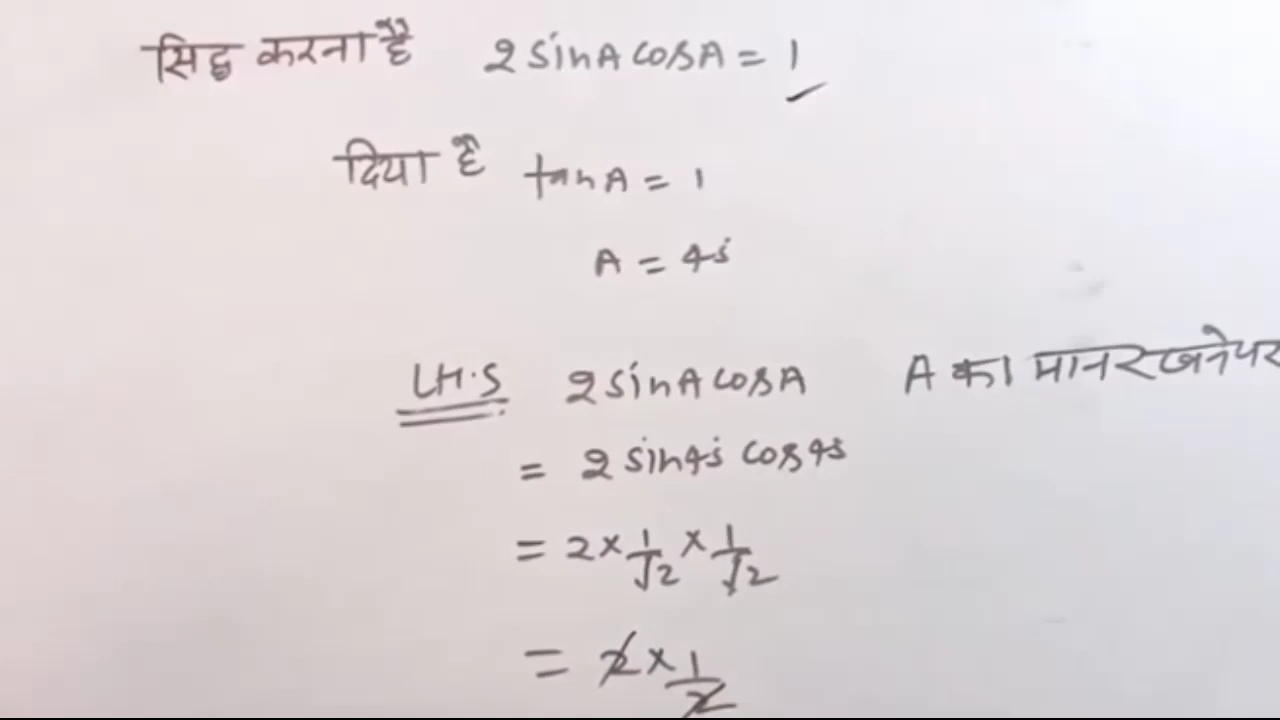 सिद्ध करना है 2 sinA cosA = 1
दिया है tanA = 1
A = 45
L.H.S 2 sinA cosA A का मान रखने पर
= 2 sin45 cos45
= 2 × 1/√2 × 1/√2
= 2 × 1/2